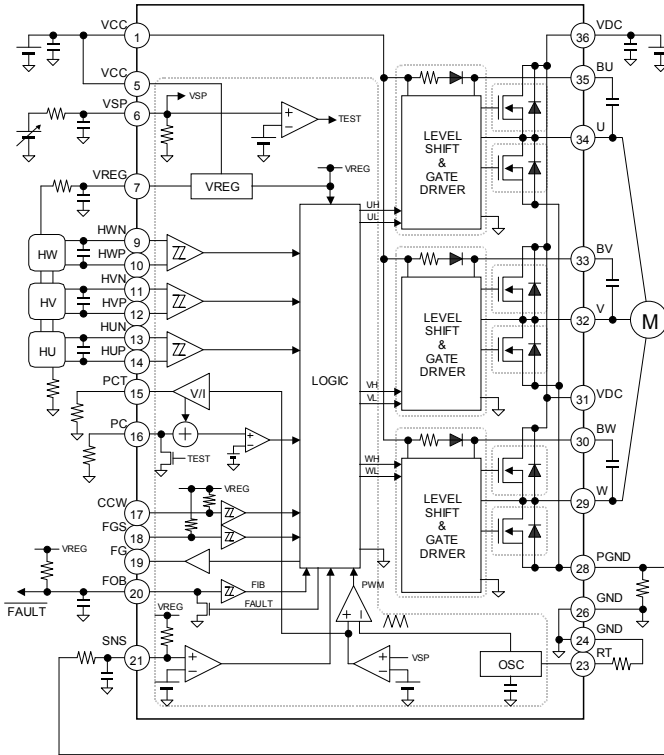 VCC
1
VCC
5
VSP
6
VSP
+
−
TEST
VREG
7
VREG
VREG
HWN
9
HW
HWP
10
HVN
11
HV
HVP
12
HUN
13
HU
HUP
14
PCT
15
V/I
PC
16
+
+
−
TEST
CCW
17
VREG
FGS
18
FG
19
VREG
FOB
20
FIB
FAULT
FAULT
VREG
SNS
21
+
−
LOGIC
UH
UL
VH
VL
WH
WL
PWM
+
−
+
−
VSP
OSC
LEVEL
SHIFT
&
GATE
DRIVER
LEVEL
SHIFT
&
GATE
DRIVER
LEVEL
SHIFT
&
GATE
DRIVER
36
VDC
35
BU
34
U
33
BV
32
V
M
31
VDC
30
BW
29
W
28
PGND
26
GND
24
GND
23
RT